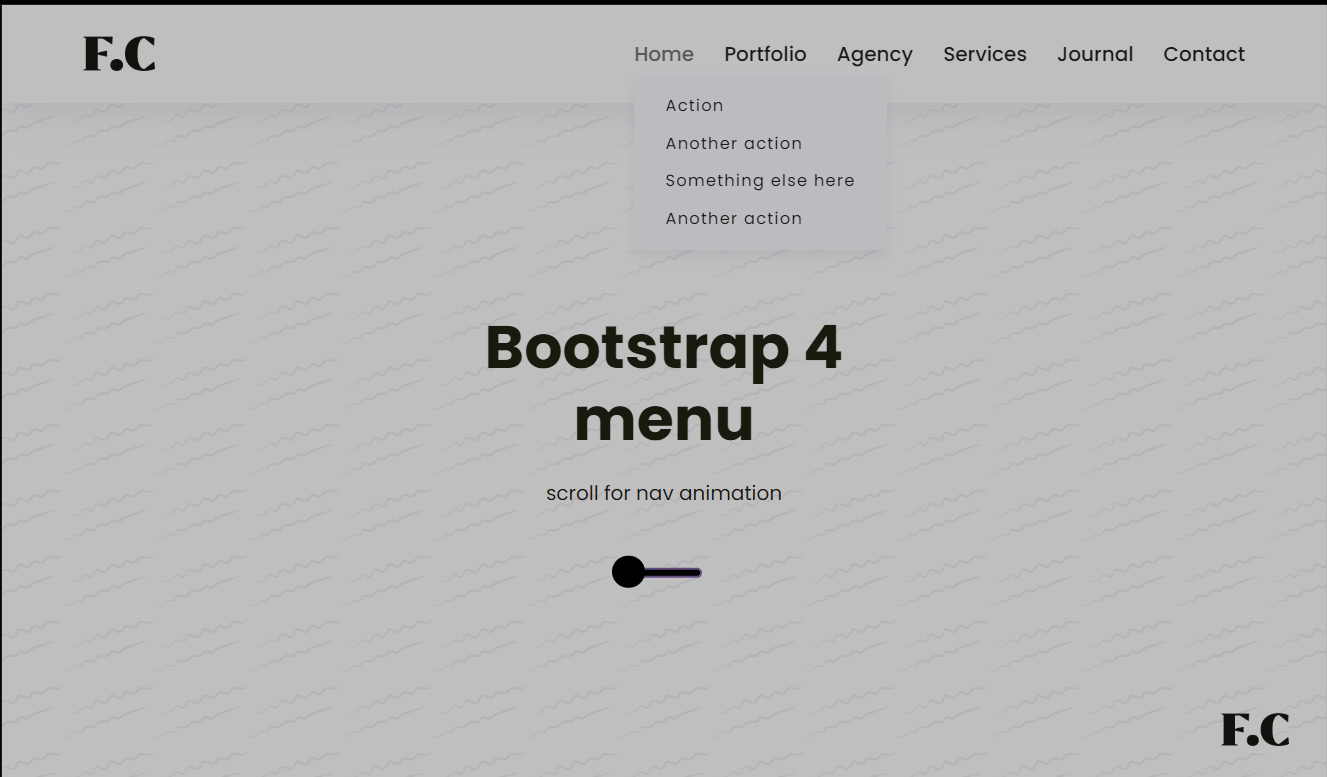 F.C
Home Portfolio Agency Services Journal Contact
Action
Another action
Something else here
Another action
Bootstrap 4
menu
scroll for nav animation
F.C